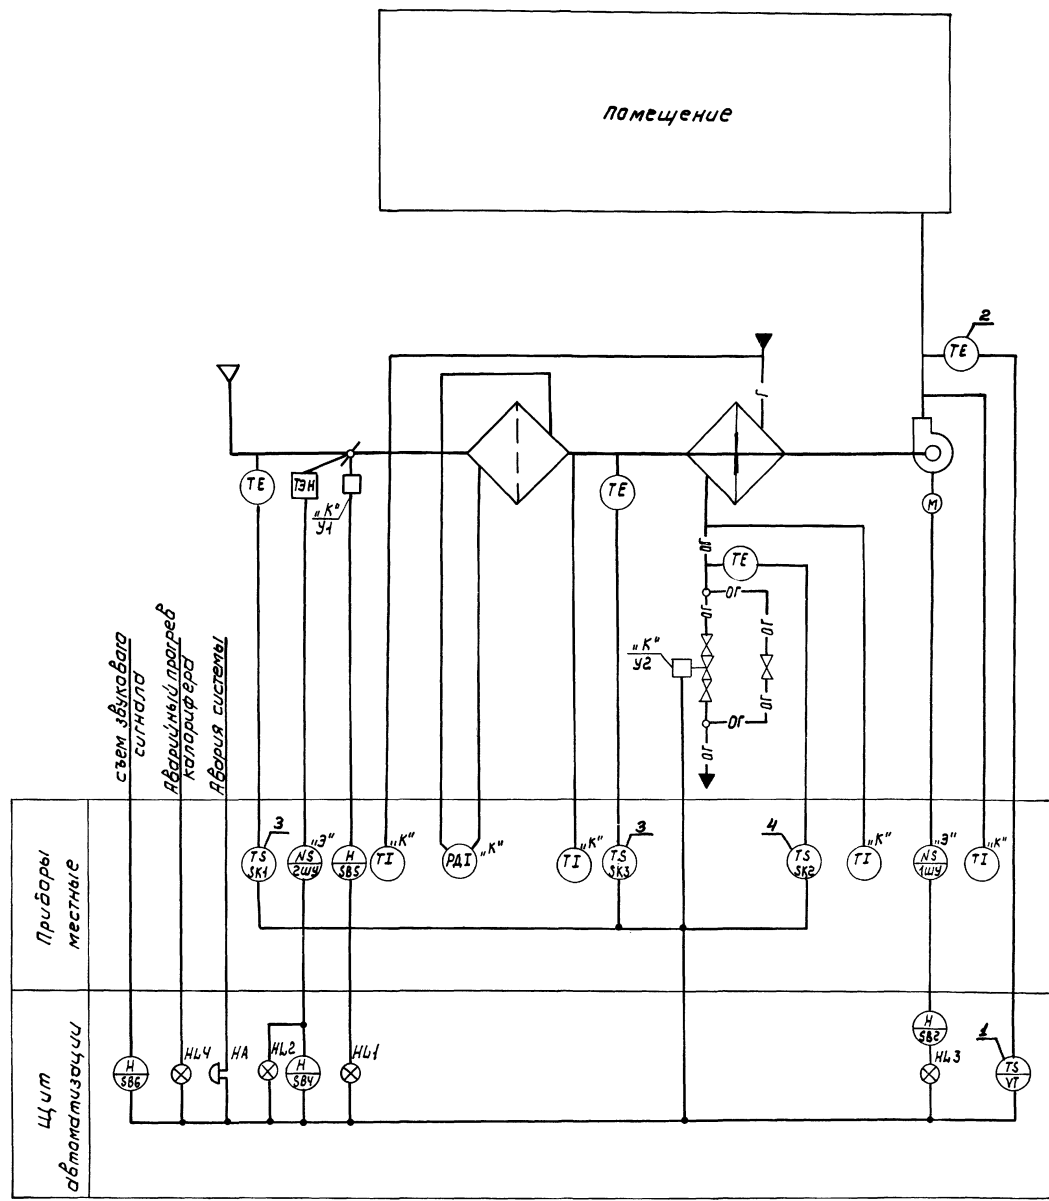 помещение
2
TE
Г
TE
ТЭН
„К"
У1
TE
М
ОГ
TE
ОГ
ОГ
ОГ
„К"
У2
ОГ
ОГ
ОГ
съем звукового
сигнала
Аварийный прогрев
калорифера
Авария системы
Приборы
местные
3
TS
SK1
„Э"
NS
2ШУ
H
SB5
„К"
TI
РДI
„К"
„К"
TI
3
TS
SK3
4
TS
SK2
„К"
TI
„Э"
NS
1ШУ
„К"
TI
Щит
автоматизации
H
SB6
HL4
HA
HL2
H
SB4
HL1
H
SB2
HL3
1
TS
VT